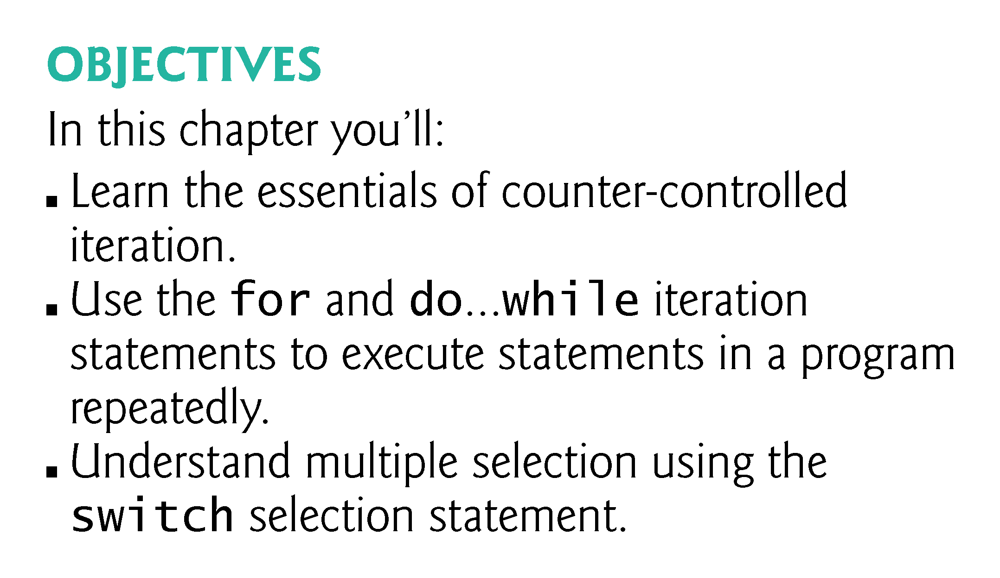 OBJECTIVES
In this chapter you’ll:
■ Learn the essentials of counter-controlled
iteration.
■ Use the for and do…while iteration
statements to execute statements in a program
repeatedly.
■ Understand multiple selection using the
switch selection statement.